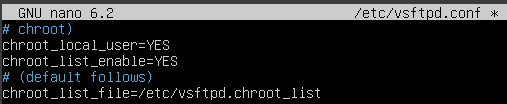 GNU nano 6.2 /etc/vsftpd.conf *
# chroot)
chroot_local_user=YES
chroot_list_enable=YES
# (default follows)
chroot_list_file=/etc/vsftpd.chroot_list